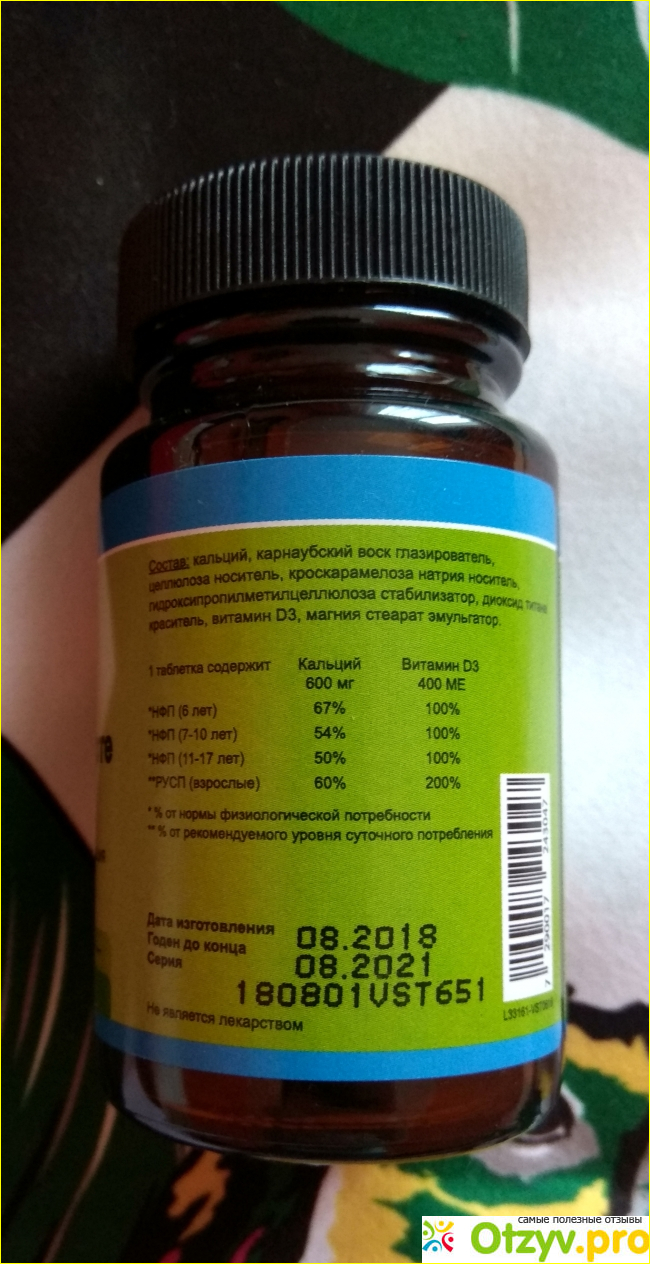 Состав: кальций, карнаубский воск глазирователь,
целлюлоза носитель, кроскарамелоза натрия носитель,
гидроксипропилметилцеллюлоза стабилизатор, диоксид титана
краситель, витамин D3, магния стеарат эмульгатор.
1 таблетка содержит Кальций Витамин D3
600 мг 400 МЕ
*НФП (6 лет) 67% 100%
*НФП (7-10 лет) 54% 100%
*НФП (11-17 лет) 50% 100%
**РУСП (взрослые) 60% 200%
* % от нормы физиологической потребности
** % от рекомендуемого уровня суточного потребления
Дата изготовления 08.2018
Годен до конца 08.2021
Серия 180801VST651
Не является лекарством
7 290017 243047
самые полезные отзывы
Otzyv.pro